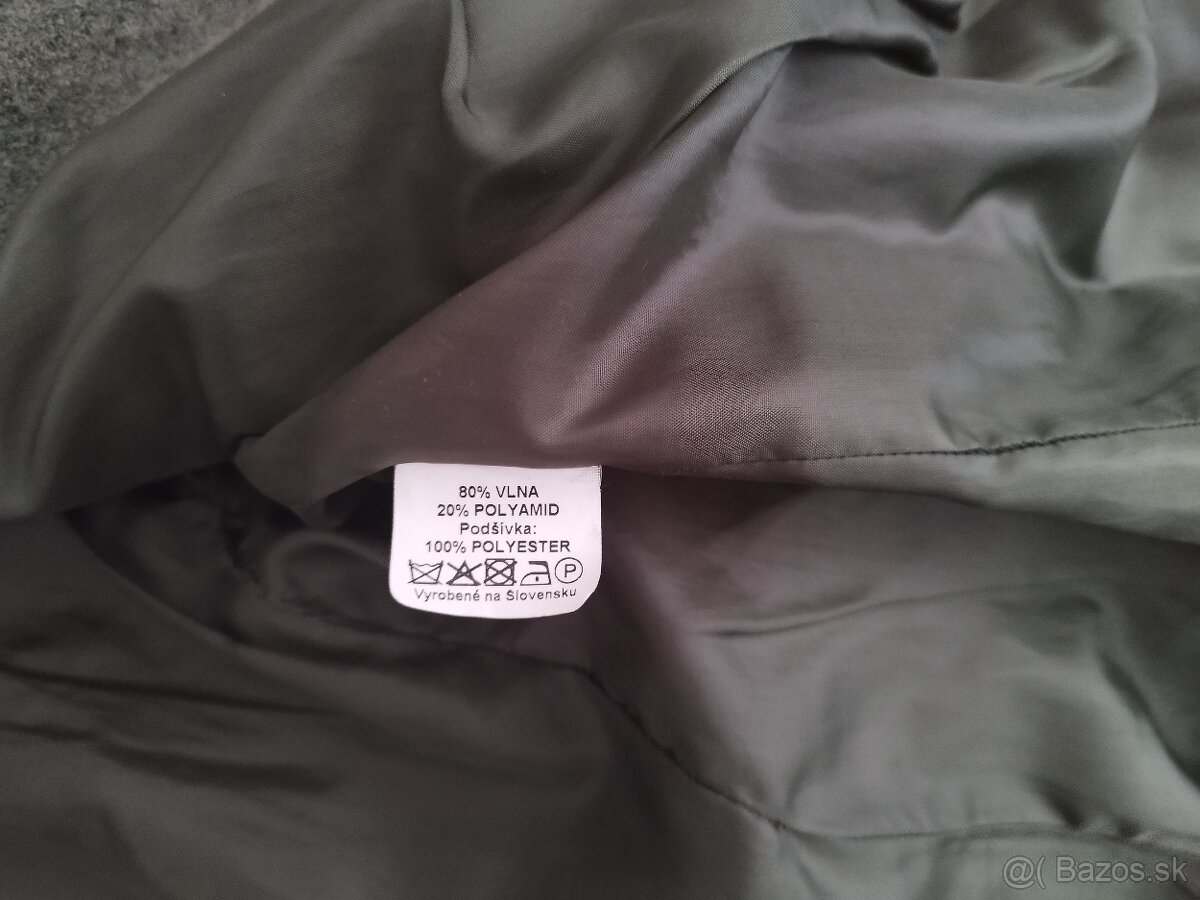 80% VLNA
20% POLYAMID
Podšívka:
100% POLYESTER
P
Vyrobené na Slovensku
@( Bazos.sk